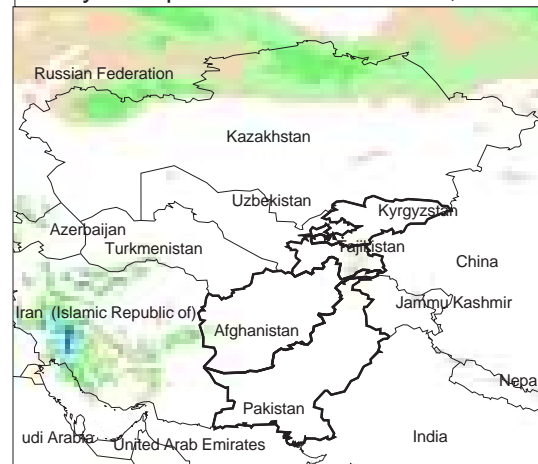 Russian Federation
Kazakhstan
Uzbekistan
Kyrgyzstan
Azerbaijan
Turkmenistan
Tajikistan
China
Iran (Islamic Republic of)
Jammu Kashmir
Afghanistan
Nepa
Pakistan
udi Arabia
United Arab Emirates
India